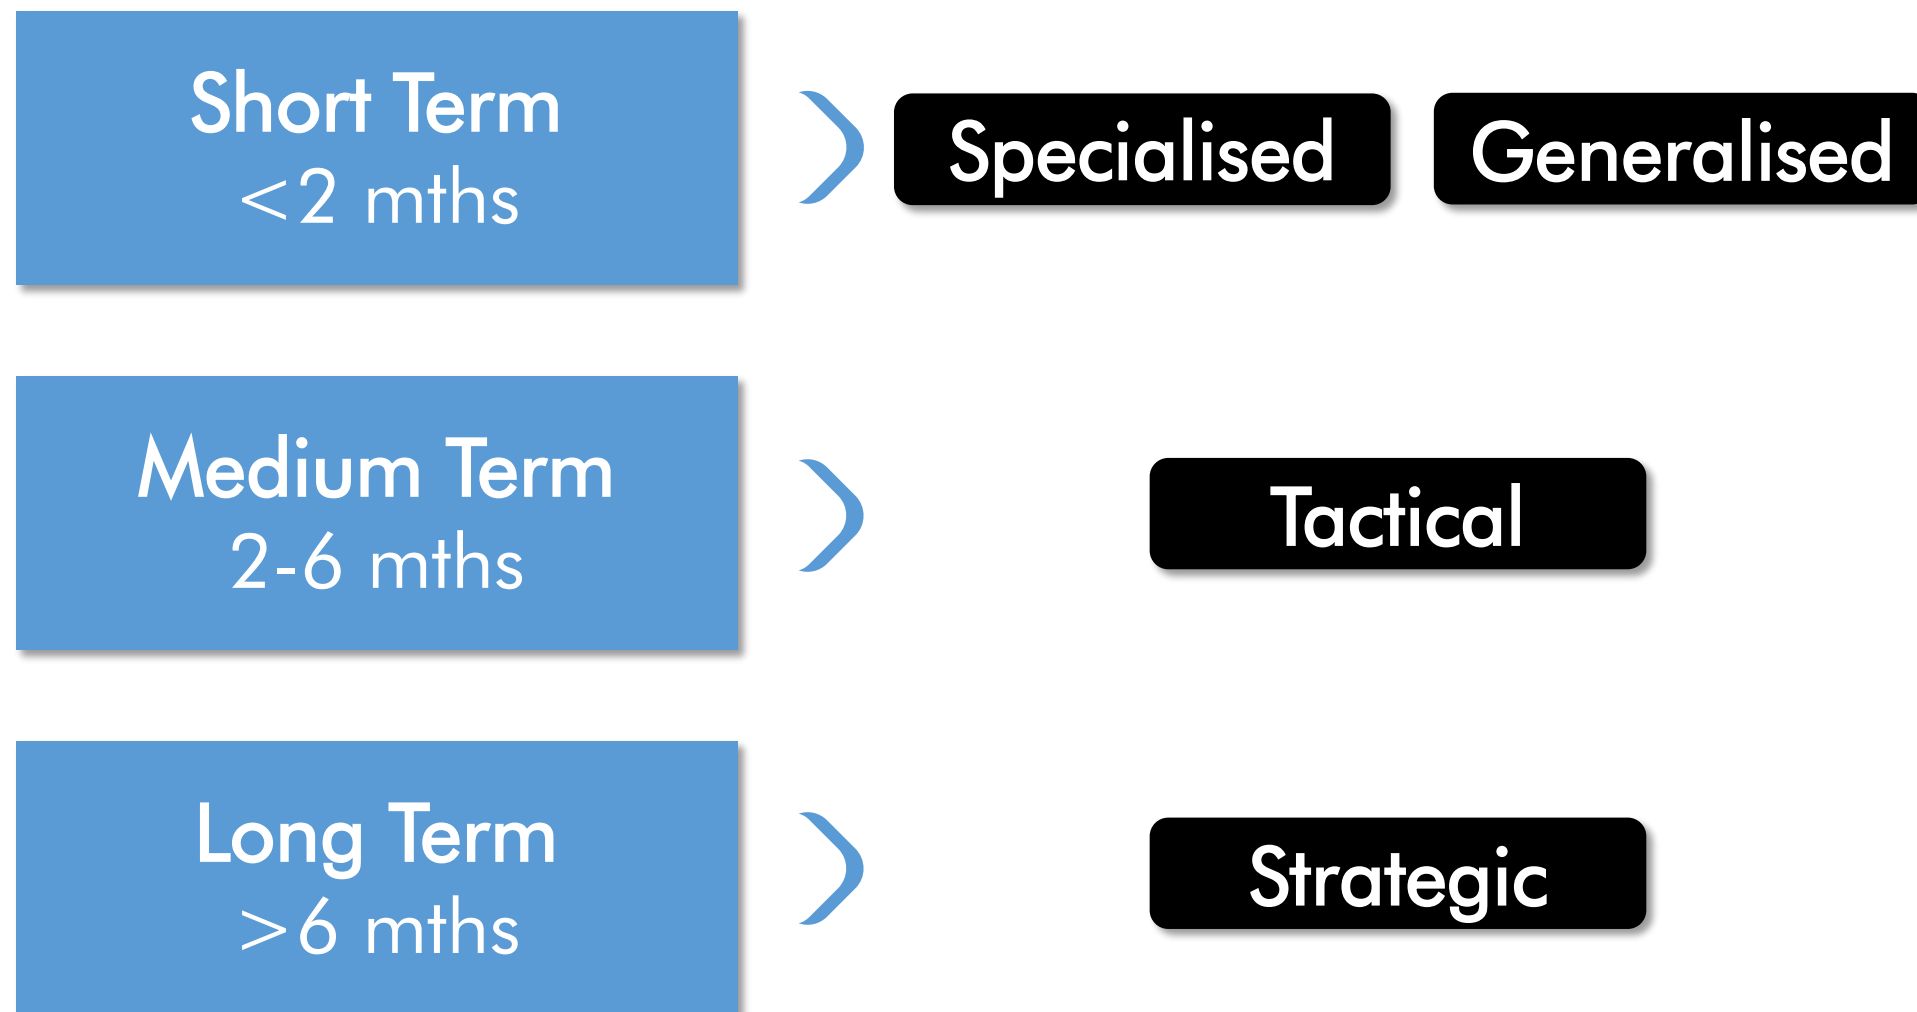 Short Term
<2 mths
Specialised
Generalised
Medium Term
2-6 mths
Tactical
Long Term
>6 mths
Strategic